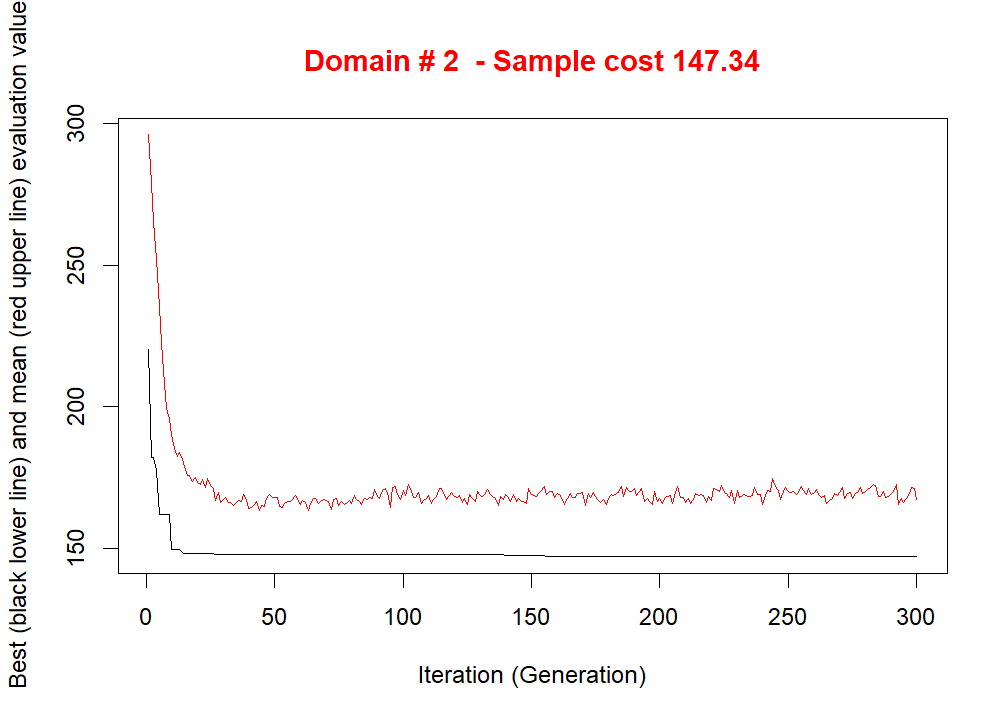 Domain # 2  - Sample cost 147.34
Best (black lower line) and mean (red upper line) evaluation value
300
250
200
150
0 50 100 150 200 250 300
Iteration (Generation)